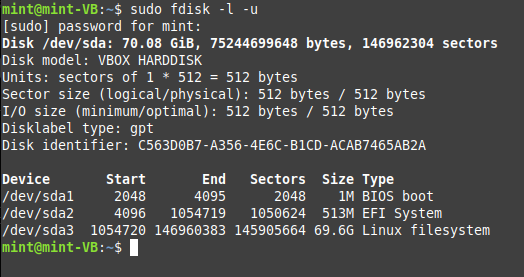 mint@mint-VB:~$ sudo fdisk -l -u
[sudo] password for mint:
Disk /dev/sda: 70.08 GiB, 75244699648 bytes, 146962304 sectors
Disk model: VBOX HARDDISK
Units: sectors of 1 * 512 = 512 bytes
Sector size (logical/physical): 512 bytes / 512 bytes
I/O size (minimum/optimal): 512 bytes / 512 bytes
Disklabel type: gpt
Disk identifier: C563D0B7-A356-4E6C-B1CD-ACAB7465AB2A
Device Start End Sectors Size Type
/dev/sda1 2048 4095 2048 1M BIOS boot
/dev/sda2 4096 1054719 1050624 513M EFI System
/dev/sda3 1054720 146960383 145905664 69.6G Linux filesystem
mint@mint-VB:~$